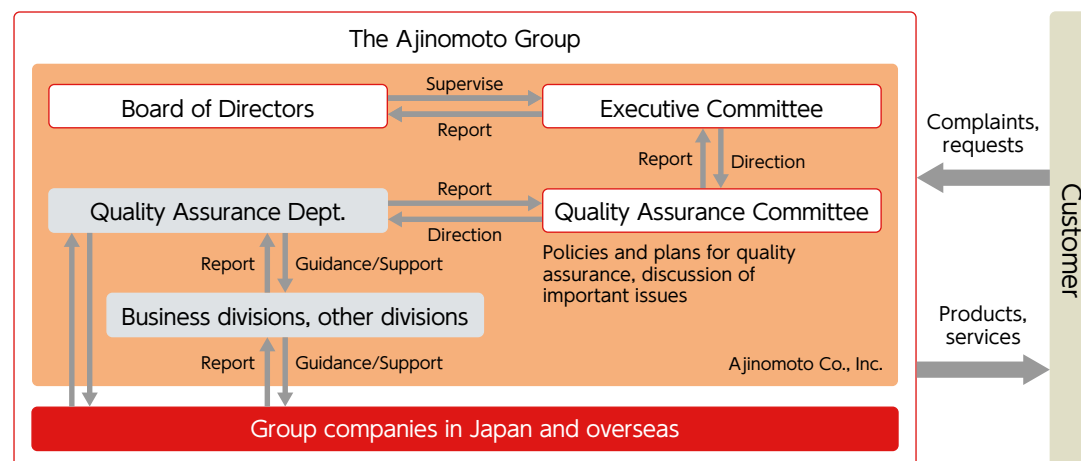 The Ajinomoto Group
Supervise
Board of Directors
Executive Committee
Report
Complaints,
requests
Report
Direction
Report
Quality Assurance Dept.
Quality Assurance Committee
Direction
Policies and plans for quality
assurance, discussion of
important issues
Report
Guidance/Support
Business divisions, other divisions
Report
Guidance/Support
Ajinomoto Co., Inc.
Group companies in Japan and overseas
Products,
services
Customer